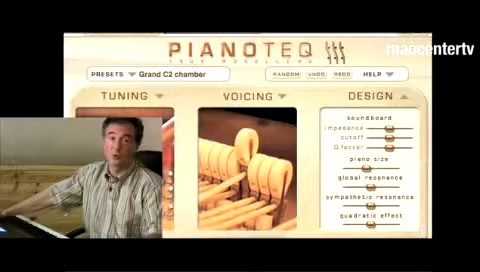 PIANOTEQ
TRUE MODELLING
maocentertv
PRESETS Grand C2 chamber
RANDOM UNDO REDO HELP
TUNING VOICING DESIGN
soundboard
impedance
cutoff
Q factor
piano size
global resonance
sympathetic resonance
quadratic effect